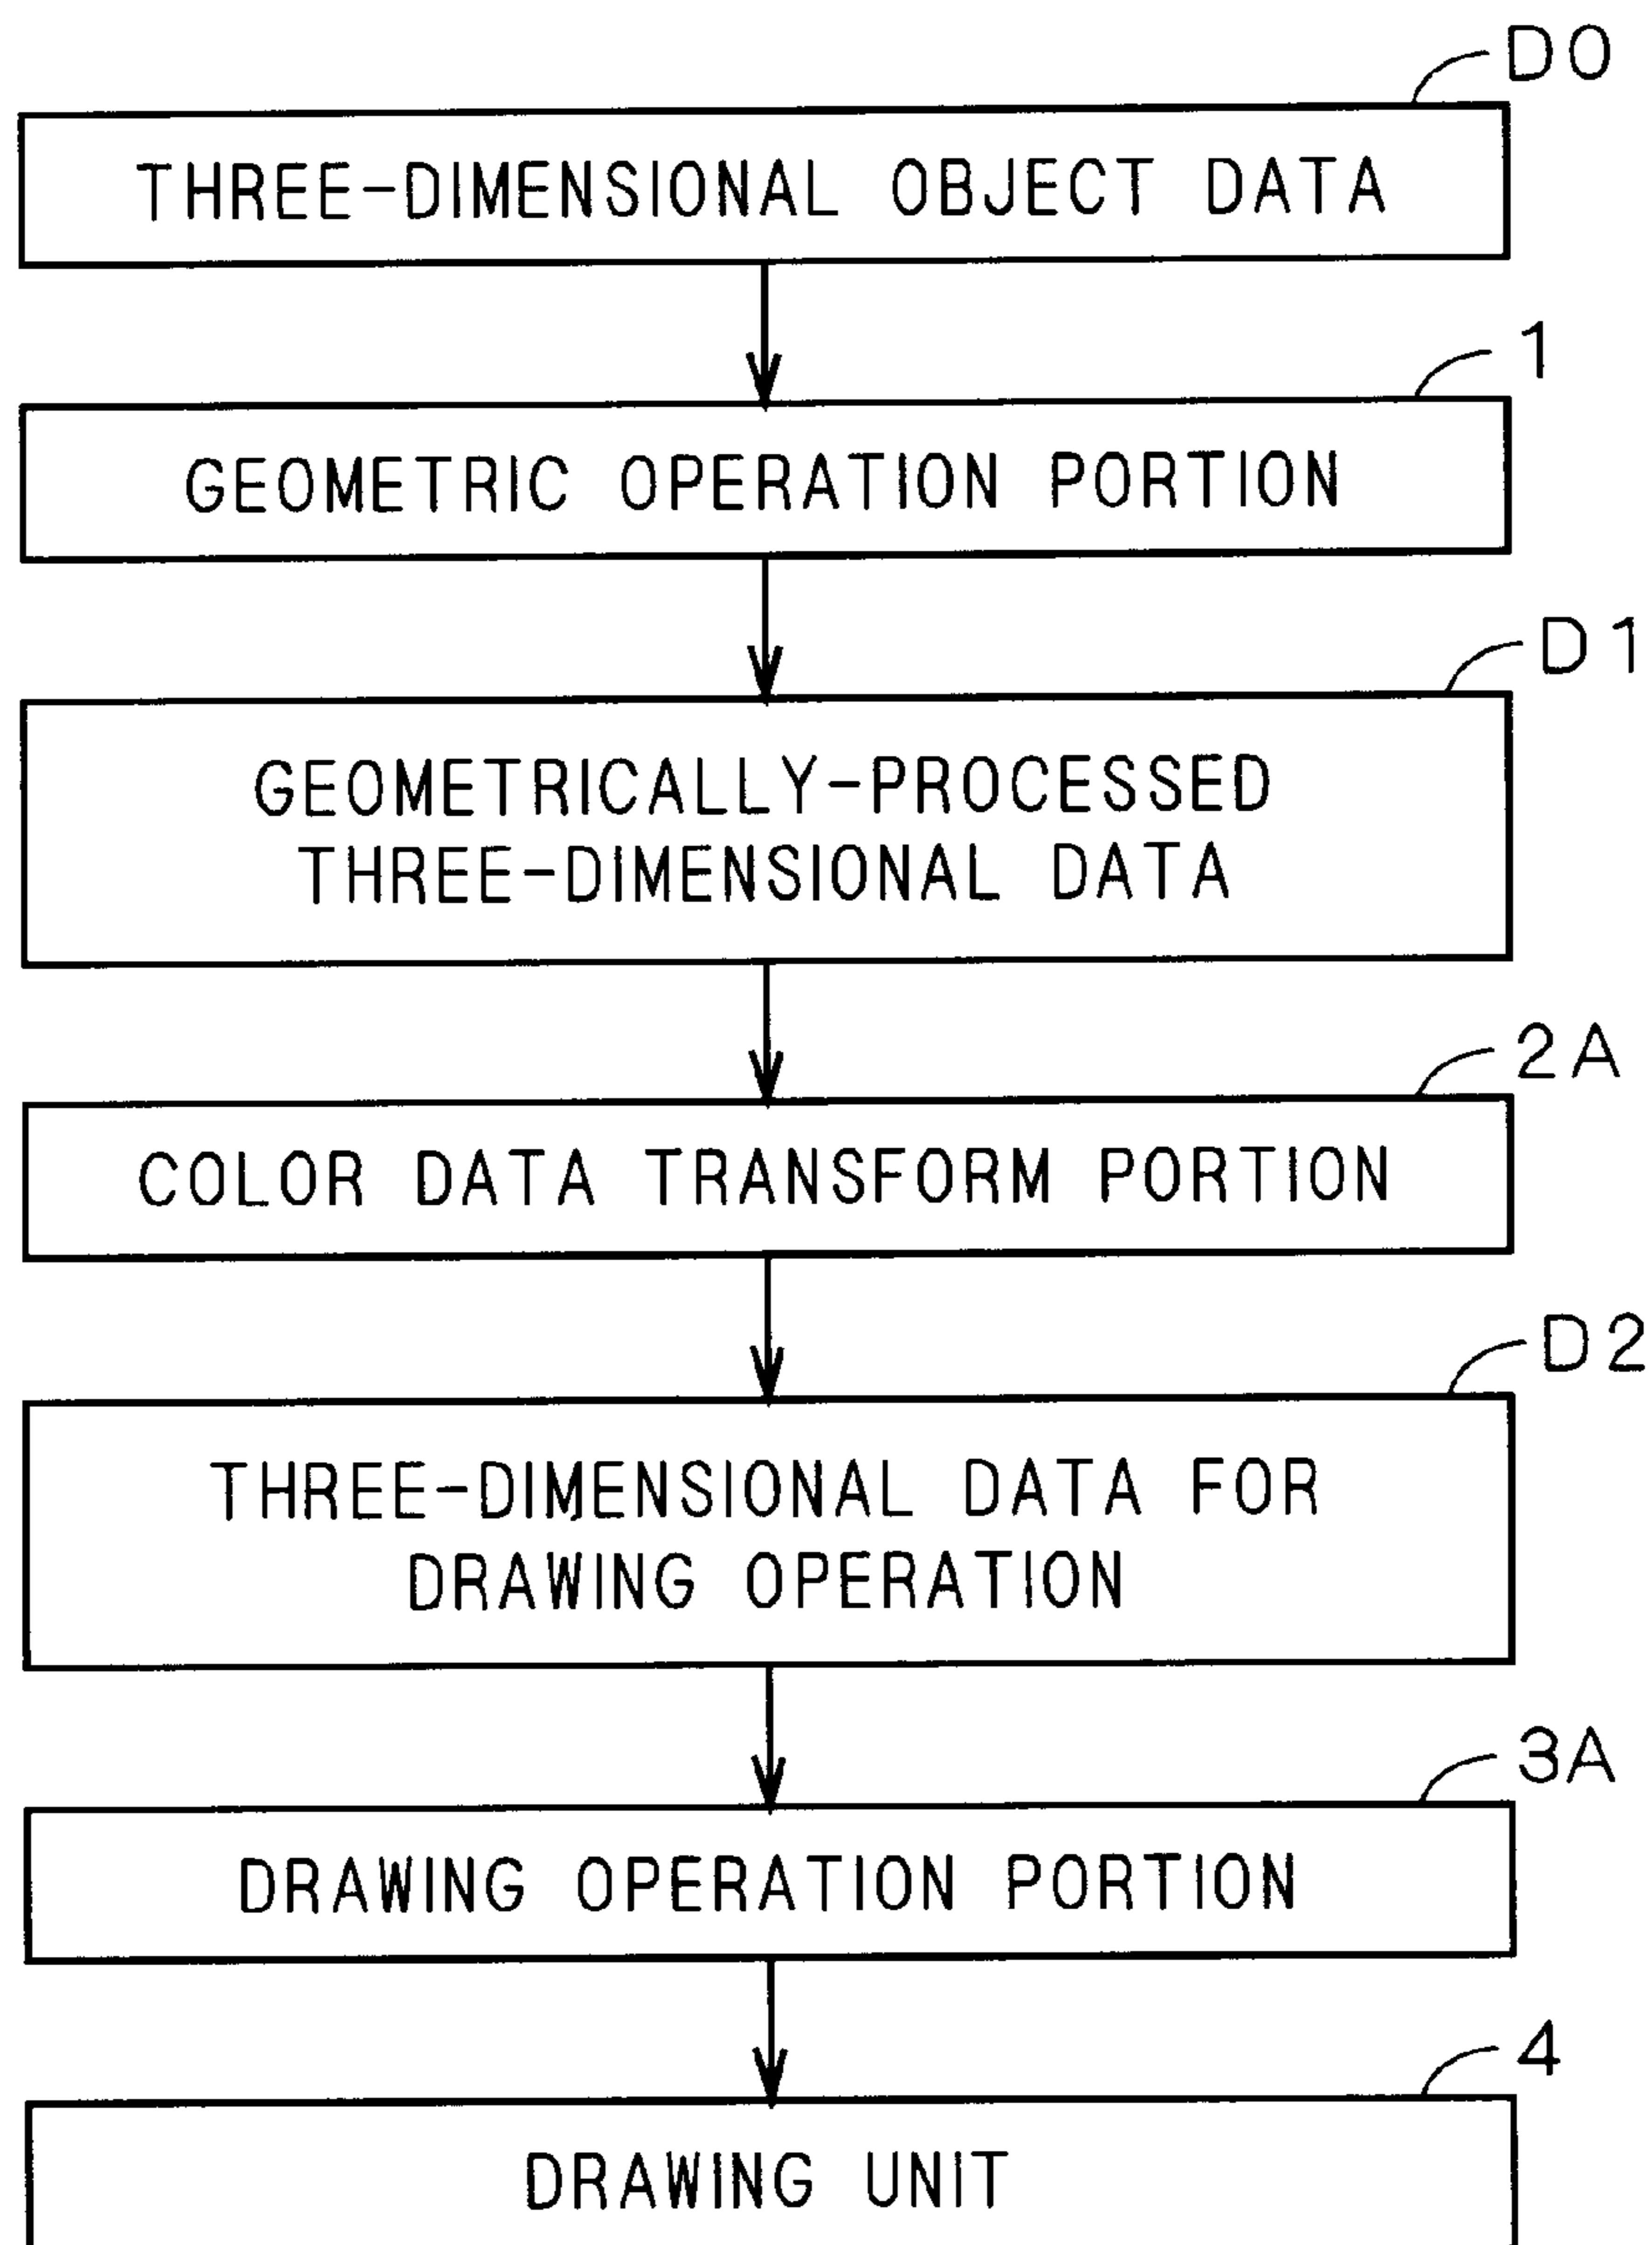 D0
THREE-DIMENSIONAL OBJECT DATA
1
GEOMETRIC OPERATION PORTION
D1
GEOMETRICALLY-PROCESSED
THREE-DIMENSIONAL DATA
2A
COLOR DATA TRANSFORM PORTION
D2
THREE-DIMENSIONAL DATA FOR
DRAWING OPERATION
3A
DRAWING OPERATION PORTION
4
DRAWING UNIT